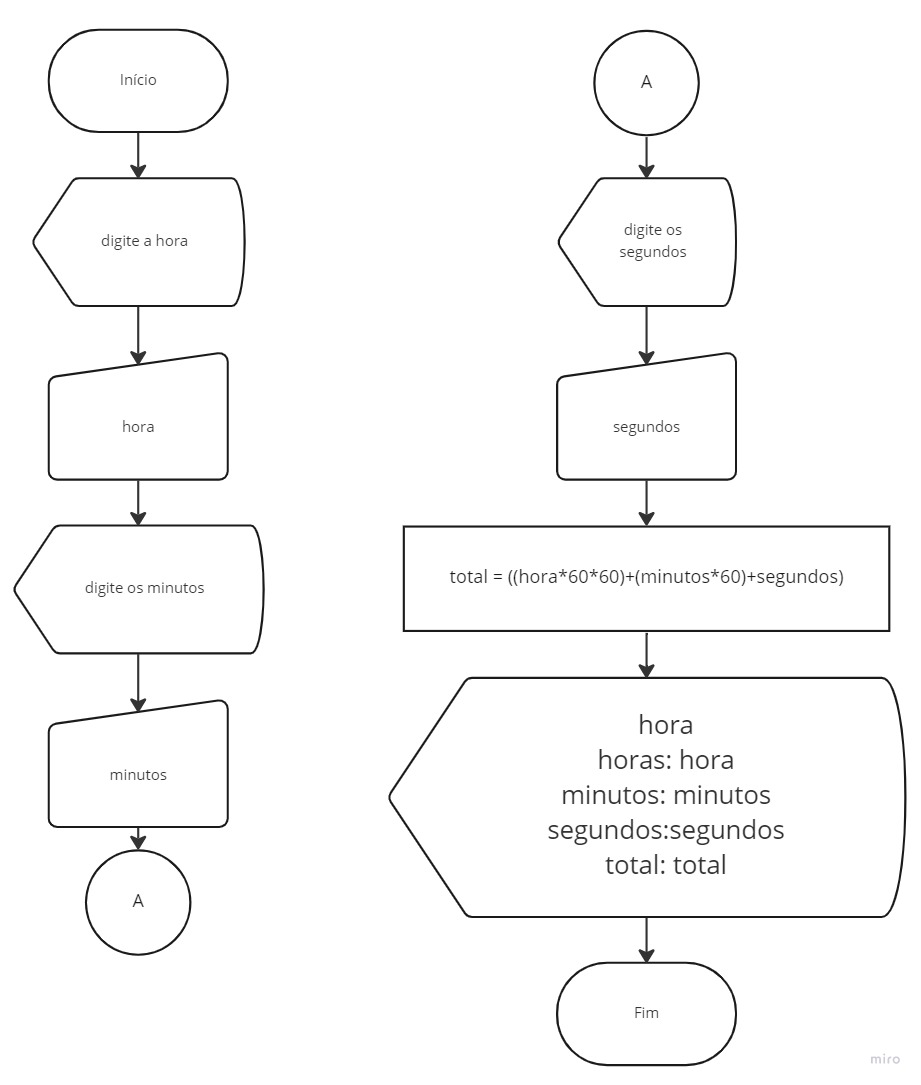 Início
digite a hora
hora
digite os minutos
minutos
A
A
digite os
segundos
segundos
total = ((hora*60*60)+(minutos*60)+segundos)
hora
horas: hora
minutos: minutos
segundos:segundos
total: total
Fim
miro